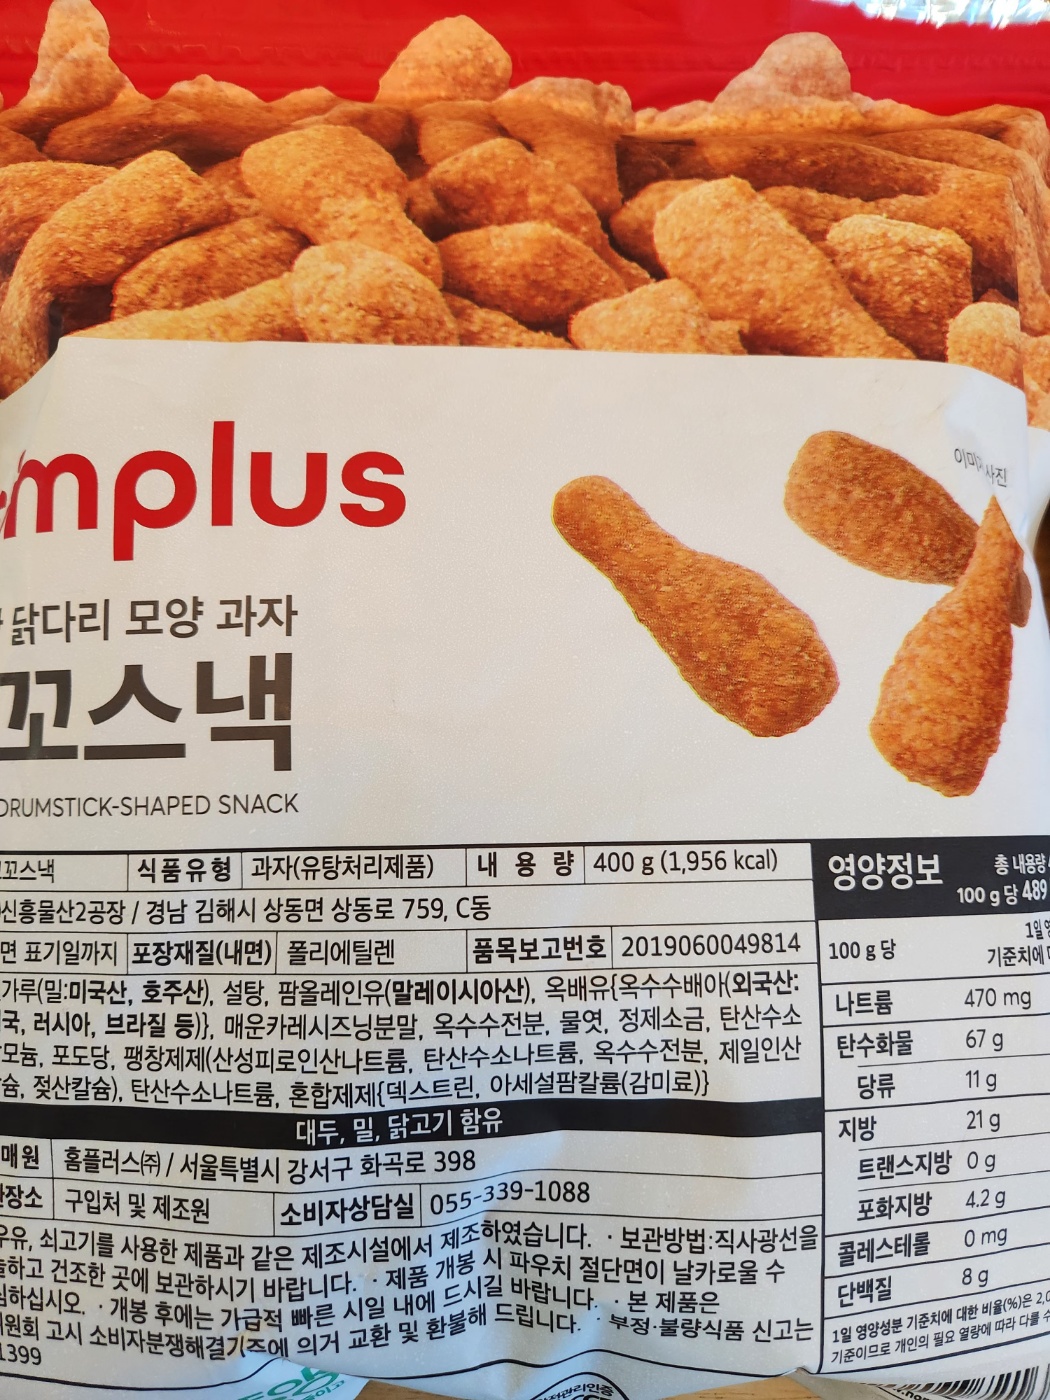 mplus
이미지 사진
닭다리 모양 과자
꼬스낵
DRUMSTICK-SHAPED SNACK
꼬스낵 식품유형 과자(유탕처리제품) 내 용 량 400 g (1,956 kcal)
신흥물산2공장 / 경남 김해시 상동면 상동로 759, C동
면 표기일까지 포장재질(내면) 폴리에틸렌 품목보고번호 2019060049814
가루(밀:미국산, 호주산), 설탕, 팜올레인유(말레이시아산), 옥배유{옥수수배아(외국산:
국, 러시아, 브라질 등)}, 매운카레시즈닝분말, 옥수수전분, 물엿, 정제소금, 탄산수소
모늄, 포도당, 팽창제제(산성피로인산나트륨, 탄산수소나트륨, 옥수수전분, 제일인산
슘, 젖산칼슘), 탄산수소나트륨, 혼합제제{덱스트린, 아세설팜칼륨(감미료)}
대두, 밀, 닭고기 함유
매원 홈플러스㈜ / 서울특별시 강서구 화곡로 398
장소 구입처 및 제조원 소비자상담실 055-339-1088
우유, 쇠고기를 사용한 제품과 같은 제조시설에서 제조하였습니다. · 보관방법:직사광선을
하고 건조한 곳에 보관하시기 바랍니다. · 제품 개봉 시 파우치 절단면이 날카로울 수
심하십시오. · 개봉 후에는 가급적 빠른 시일 내에 드시길 바랍니다. · 본 제품은
위원회 고시 소비자분쟁해결기준에 의거 교환 및 환불해 드립니다. · 부정·불량식품 신고는
1399
영양정보 총 내용량
100 g 당 489
100 g 당 1일
기준치에
나트륨 470 mg
탄수화물 67 g
당류 11 g
지방 21 g
트랜스지방 0 g
포화지방 4.2 g
콜레스테롤 0 mg
단백질 8 g
1일 영양성분 기준치에 대한 비율(%)은 2,0
기준이므로 개인의 필요 열량에 따라 다를 수